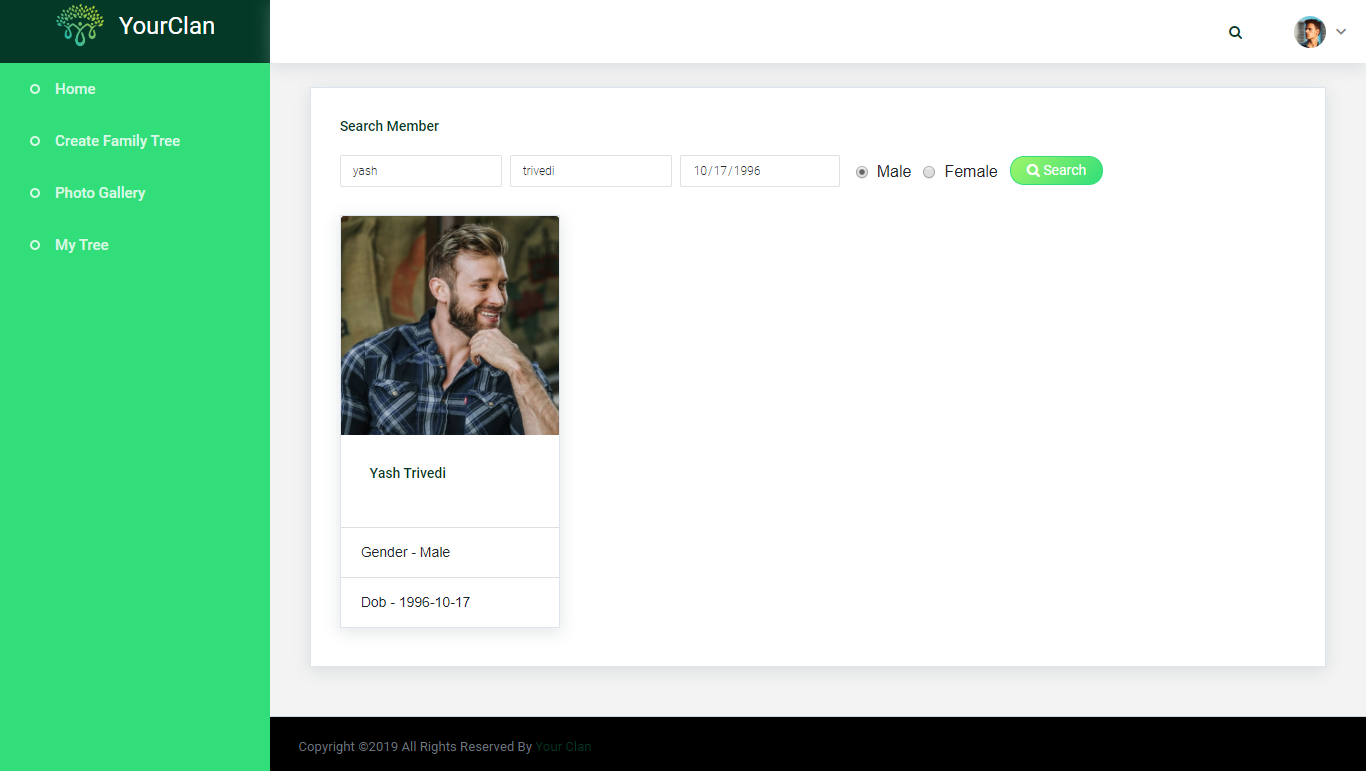 YourClan
Home
Create Family Tree
Photo Gallery
My Tree
Search Member
yash trivedi 10/17/1996 Male Female Search
Yash Trivedi
Gender - Male
Dob - 1996-10-17
Copyright ©2019 All Rights Reserved By Your Clan